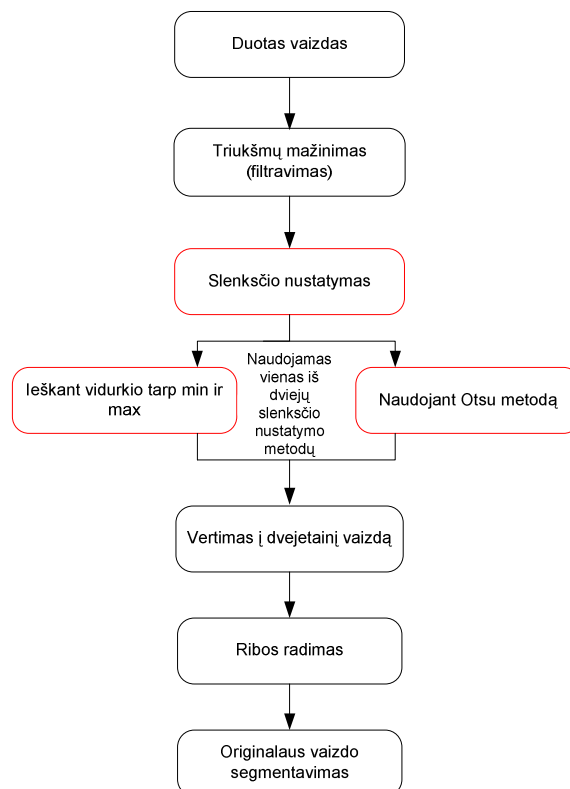 Duotas vaizdas
Triukšmų mažinimas
(filtravimas)
Slenksčio nustatymas
Ieškant vidurkio tarp min ir
max
Naudojamas
vienas iš
dviejų
slenksčio
nustatymo
metodų
Naudojant Otsu metodą
Vertimas į dvejetainį vaizdą
Ribos radimas
Originalaus vaizdo
segmentavimas